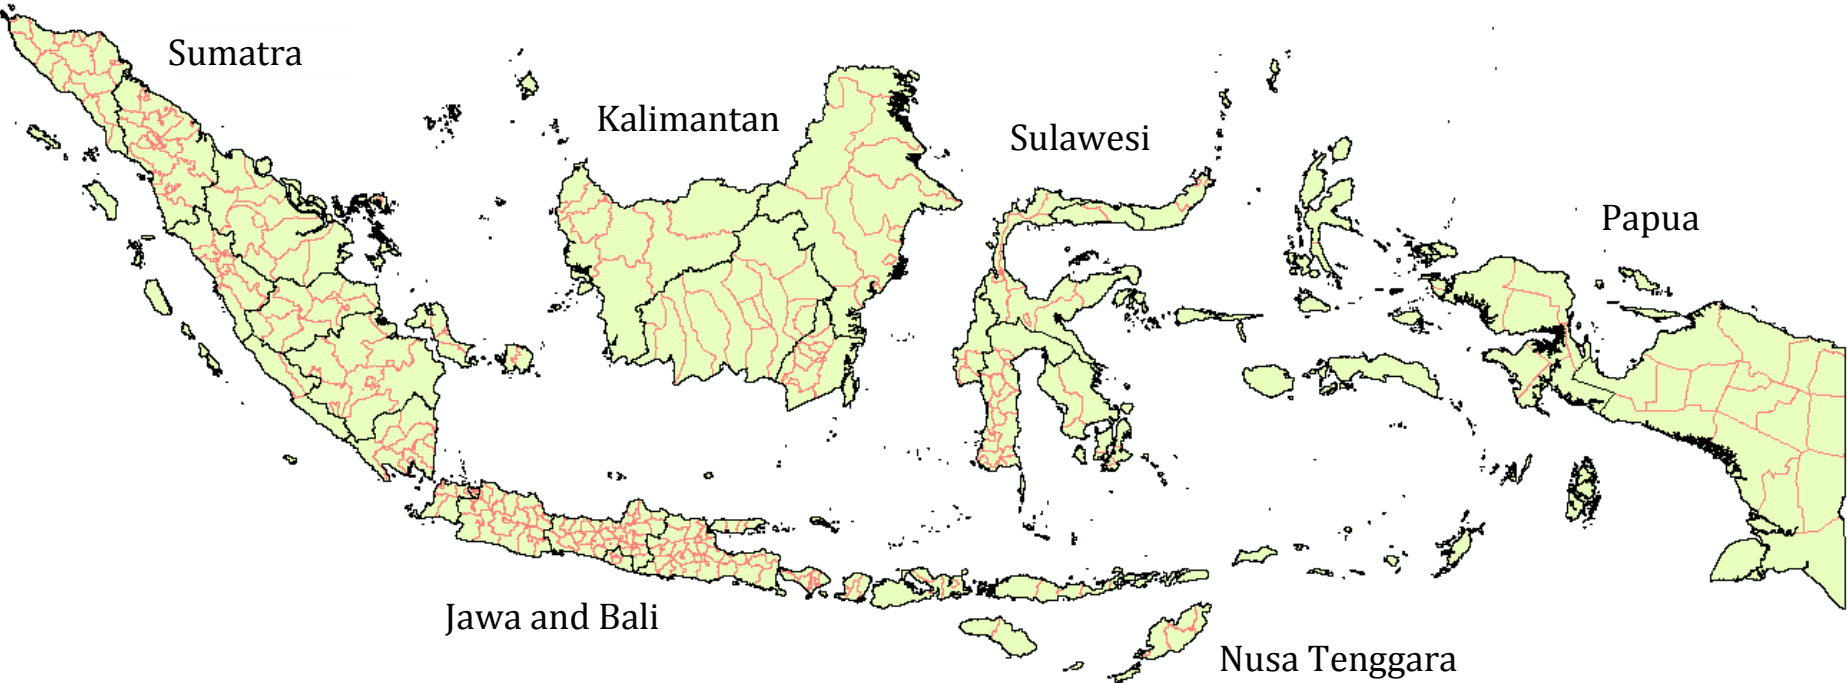 Sumatra
Kalimantan
Sulawesi
Papua
Jawa and Bali
Nusa Tenggara